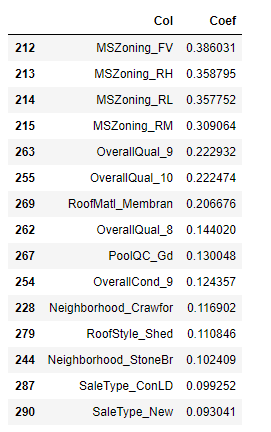 Col Coef
212 MSZoning_FV 0.386031
213 MSZoning_RH 0.358795
214 MSZoning_RL 0.357752
215 MSZoning_RM 0.309064
263 OverallQual_9 0.222932
255 OverallQual_10 0.222474
269 RoofMatl_Membran 0.206676
262 OverallQual_8 0.144020
267 PoolQC_Gd 0.130048
254 OverallCond_9 0.124357
228 Neighborhood_Crawfor 0.116902
279 RoofStyle_Shed 0.110846
244 Neighborhood_StoneBr 0.102409
287 SaleType_ConLD 0.099252
290 SaleType_New 0.093041